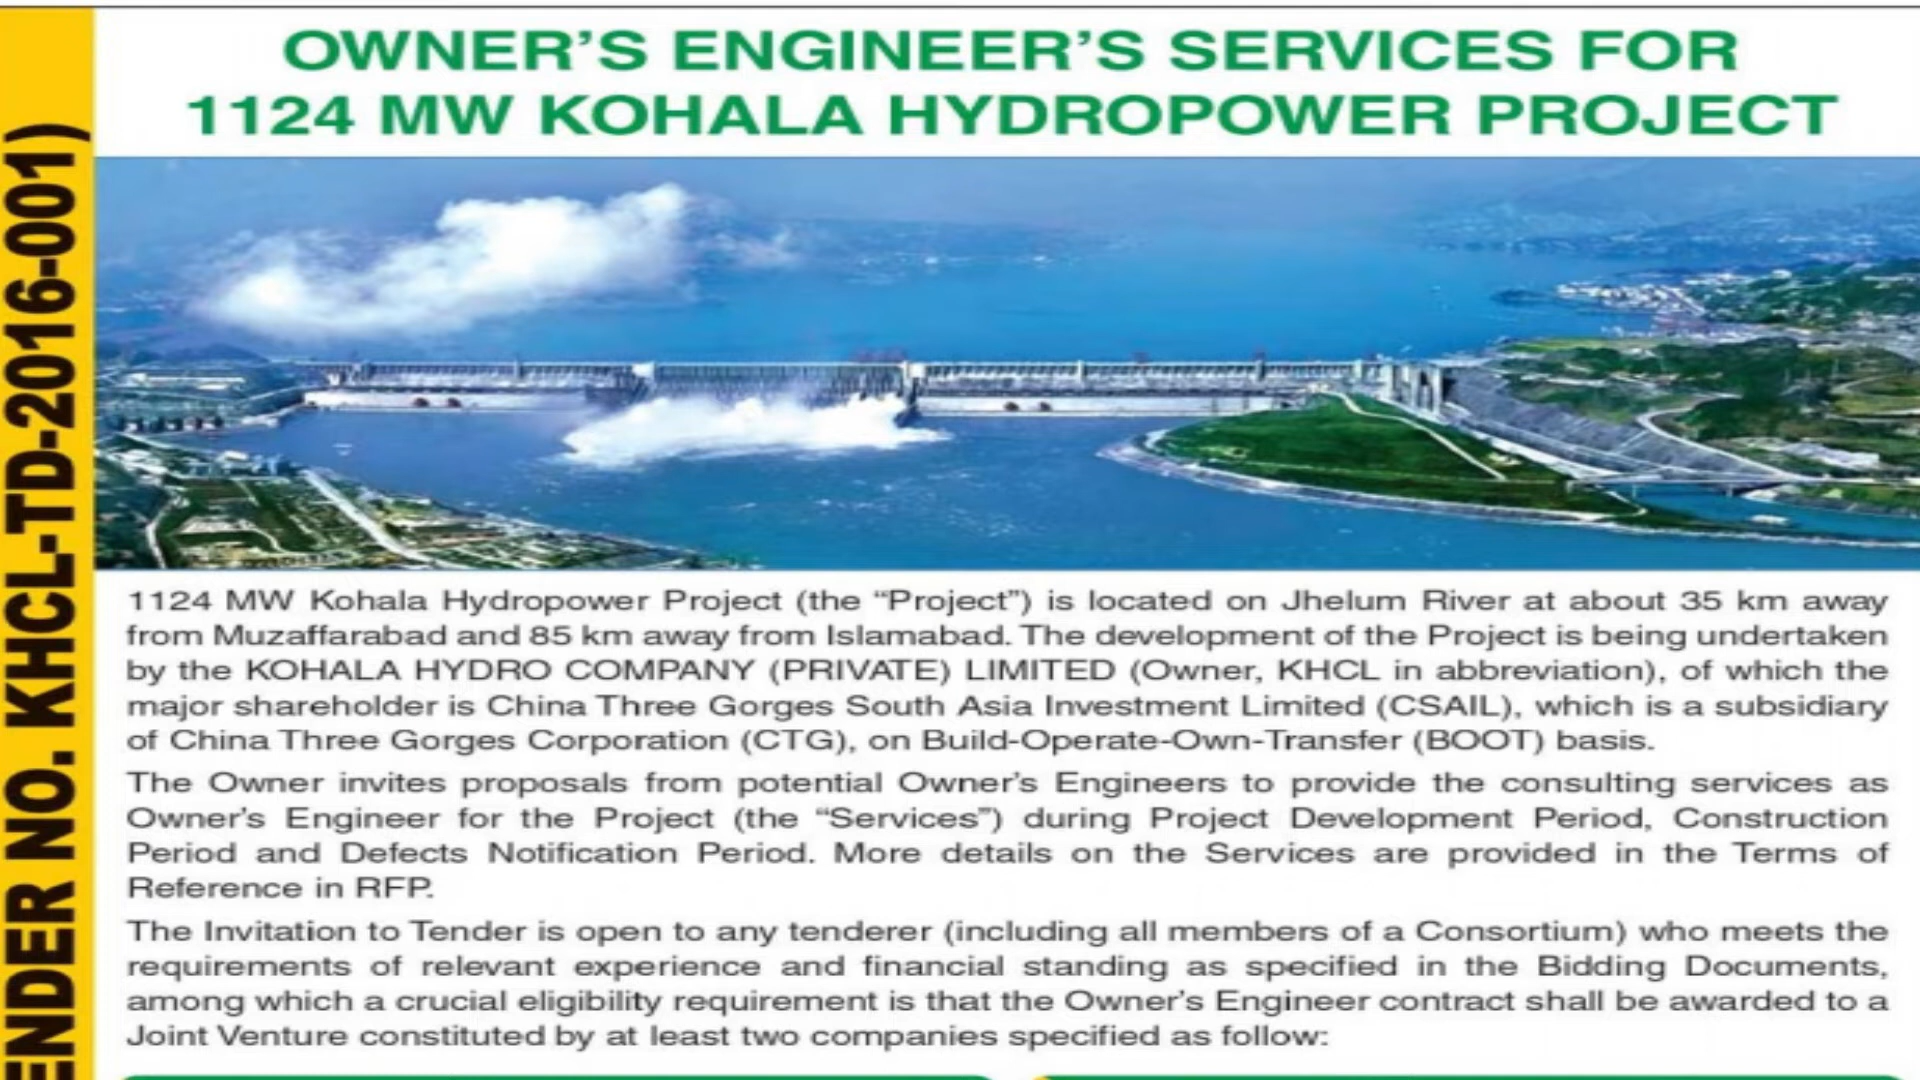 OWNER'S ENGINEER'S SERVICES FOR
1124 MW KOHALA HYDROPOWER PROJECT
ENDER NO. KHCL-TD-2016-001)
1124 MW Kohala Hydropower Project (the “Project”) is located on Jhelum River at about 35 km away
from Muzaffarabad and 85 km away from Islamabad. The development of the Project is being undertaken
by the KOHALA HYDRO COMPANY (PRIVATE) LIMITED (Owner, KHCL in abbreviation), of which the
major shareholder is China Three Gorges South Asia Investment Limited (CSAIL), which is a subsidiary
of China Three Gorges Corporation (CTG), on Build-Operate-Own-Transfer (BOOT) basis.
The Owner invites proposals from potential Owner's Engineers to provide the consulting services as
Owner's Engineer for the Project (the “Services”) during Project Development Period, Construction
Period and Defects Notification Period. More details on the Services are provided in the Terms of
Reference in RFP.
The Invitation to Tender is open to any tenderer (including all members of a Consortium) who meets the
requirements of relevant experience and financial standing as specified in the Bidding Documents,
among which a crucial eligibility requirement is that the Owner's Engineer contract shall be awarded to a
Joint Venture constituted by at least two companies specified as follow: